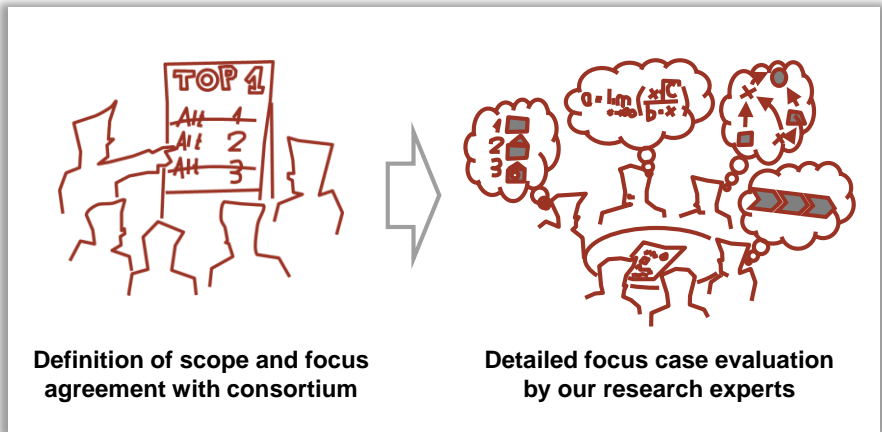 TOP 1
Alt 1
Alt 2
Alt 3
1
2
3
Definition of scope and focus
agreement with consortium
Detailed focus case evaluation
by our research experts